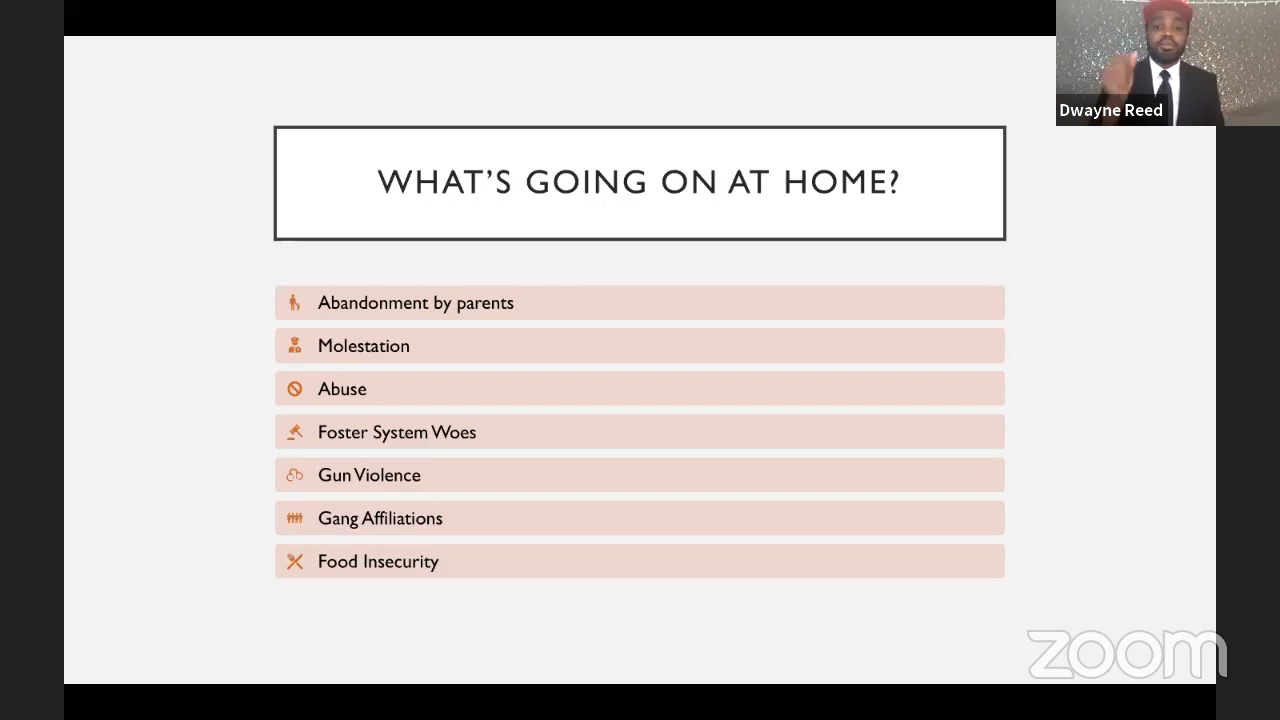 Dwayne Reed
WHAT'S GOING ON AT HOME?
Abandonment by parents
Molestation
Abuse
Foster System Woes
Gun Violence
Gang Affiliations
Food Insecurity
zoom